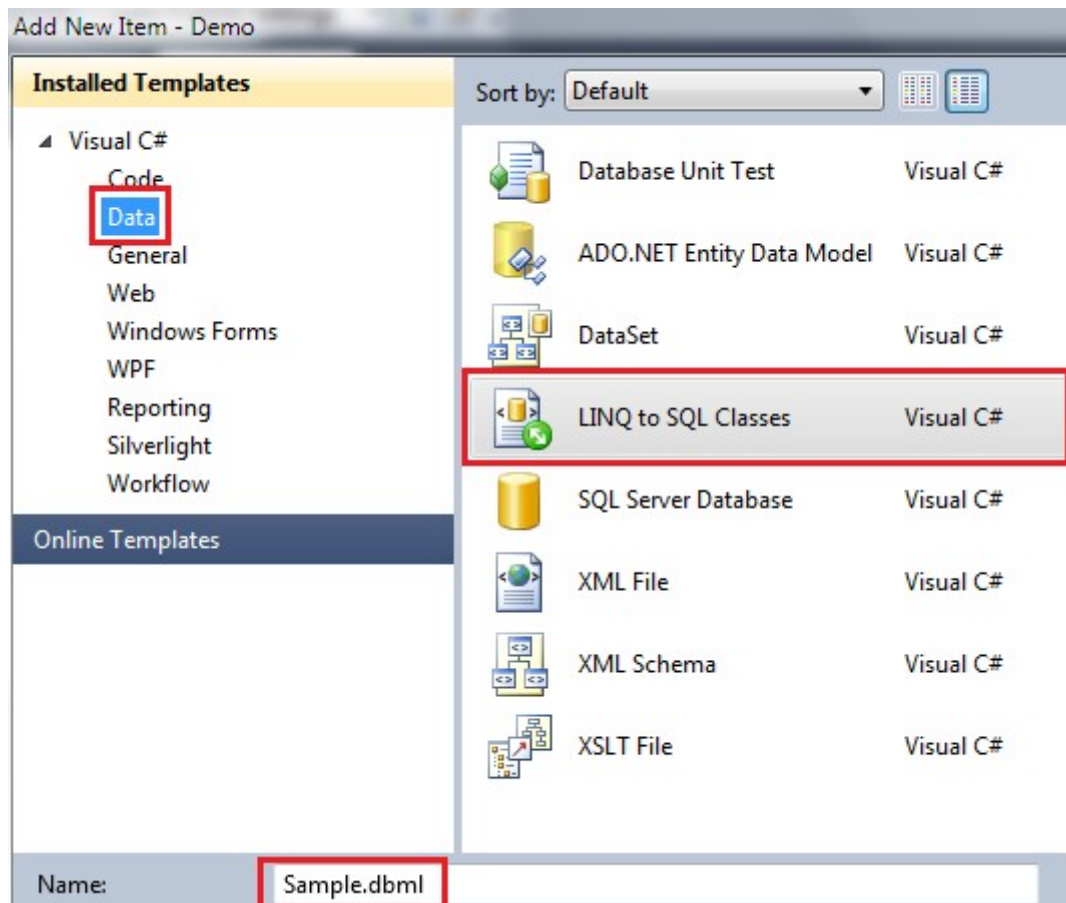 Add New Item - Demo
Installed Templates
Visual C#
Code
Data
General
Web
Windows Forms
WPF
Reporting
Silverlight
Workflow
Online Templates
Sort by: Default
Database Unit Test Visual C#
ADO.NET Entity Data Model Visual C#
DataSet Visual C#
LINQ to SQL Classes Visual C#
SQL Server Database Visual C#
XML File Visual C#
XML Schema Visual C#
XSLT File Visual C#
Name: Sample.dbml